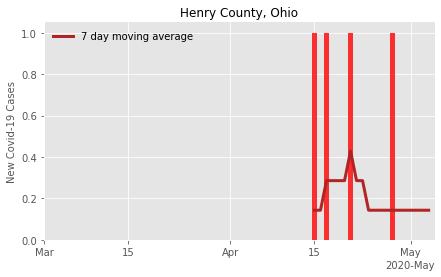 Henry County, Ohio
7 day moving average
New Covid-19 Cases
1.0
0.8
0.6
0.4
0.2
0.0
Mar 15 Apr 15 May
2020-May